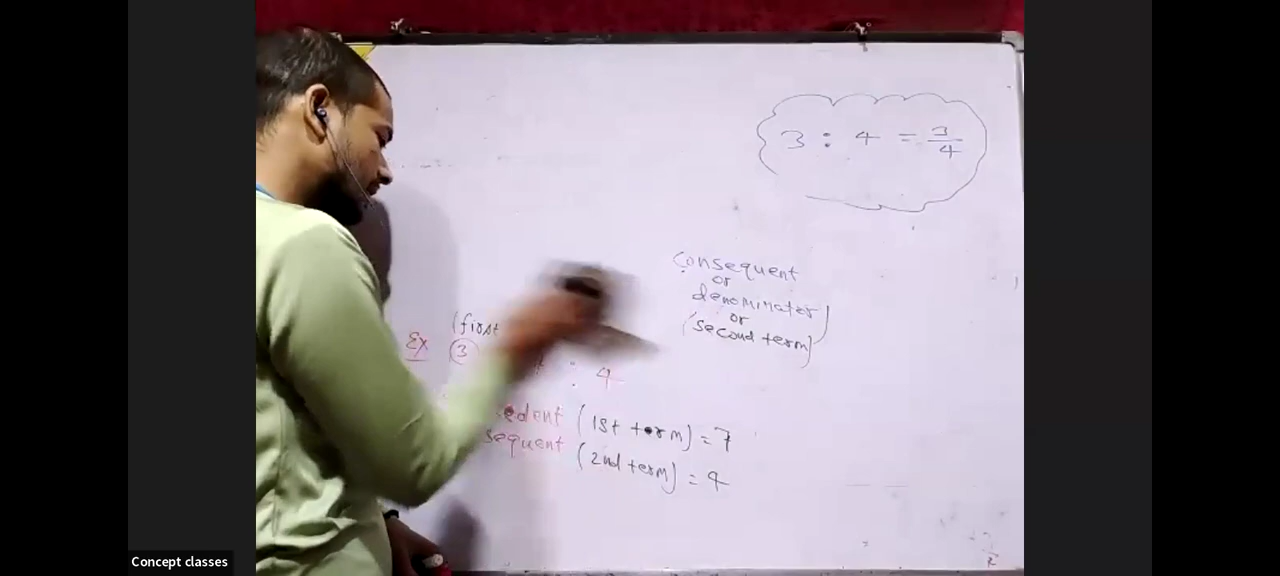 3 : 4 = 3/4
Consequent
or
denominator
or
(second term)
(first
Ex 3
: 4
edent (1st term) = 7
sequent (2nd term) = 4
Concept classes